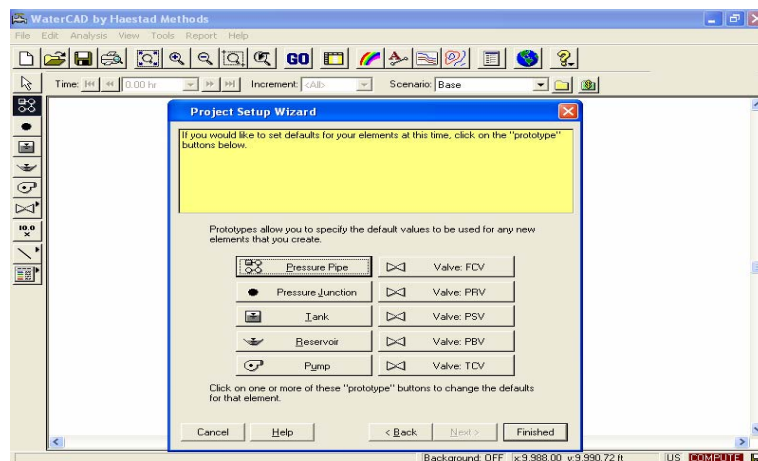 WaterCAD by Haestad Methods
File Edit Analysis View Tools Report Help
GO
Time: 0.00 hr Increment: <All> Scenario: Base
Project Setup Wizard
If you would like to set defaults for your elements at this time, click on the "prototype"
buttons below.
Prototypes allow you to specify the default values to be used for any new
elements that you create.
Pressure Pipe Valve: FCV
Pressure Junction Valve: PRV
Tank Valve: PSV
Reservoir Valve: PBV
Pump Valve: TCV
Click on one or more of these "prototype" buttons to change the defaults
for that element.
Cancel Help < Back Next > Finished
10.0
Background: OFF x:9,988.00 y:9,990.72 ft US COMPUTE